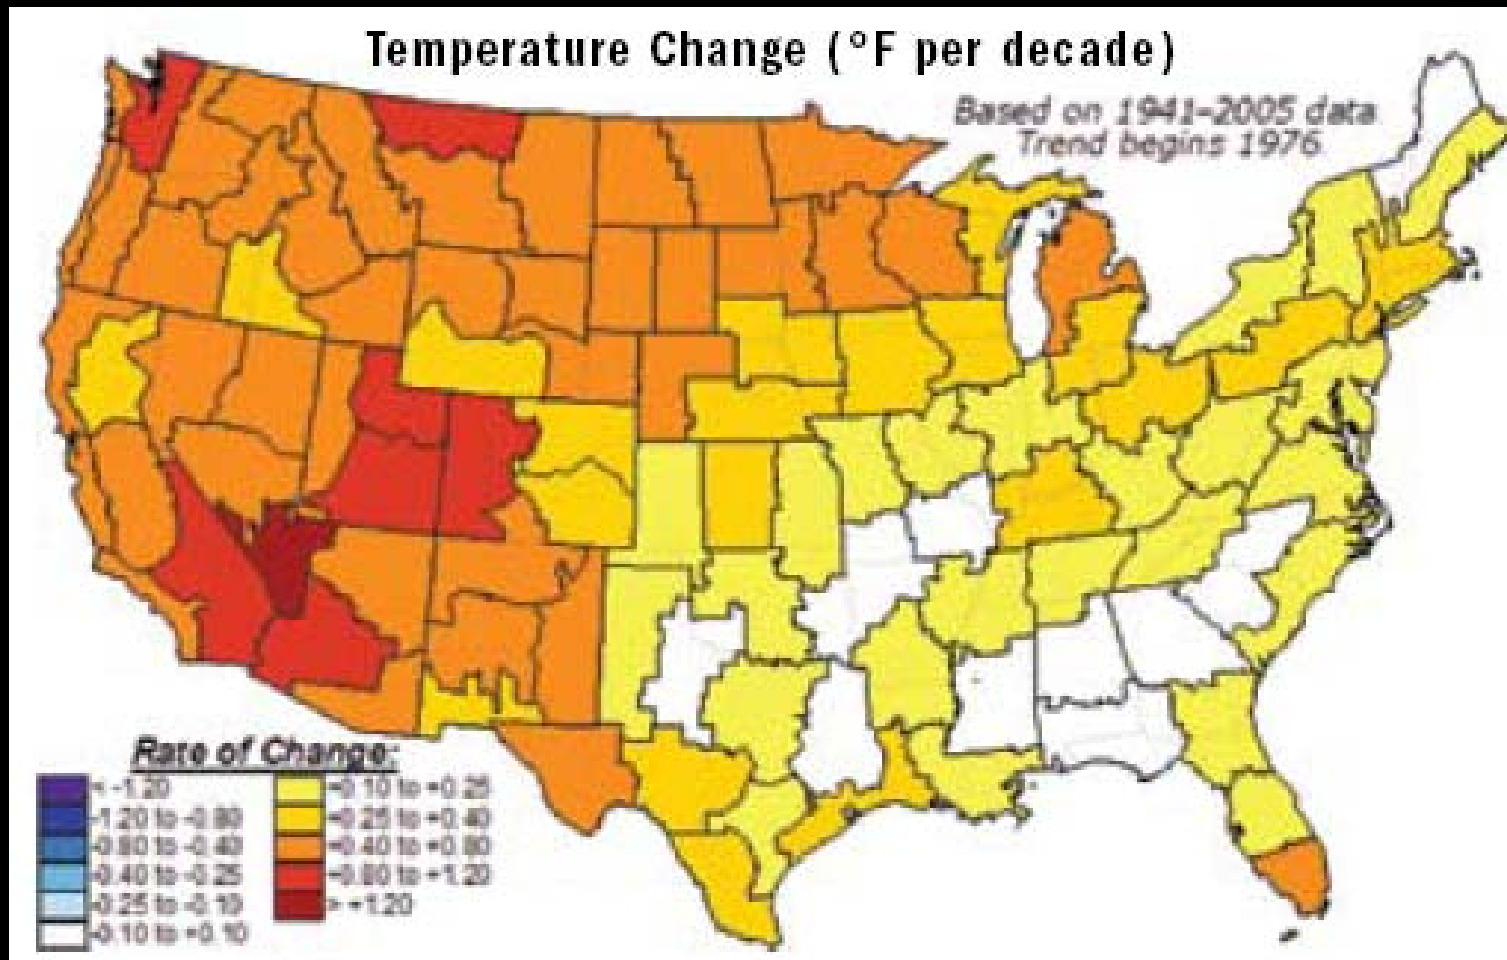 Temperature Change (°F per decade)
Based on 1941-2005 data
Trend begins 1976
Rate of Change:
< -1.20
-1.20 to -0.80
-0.80 to -0.40
-0.40 to -0.25
-0.25 to -0.10
-0.10 to +0.10
+0.10 to +0.25
+0.25 to +0.40
+0.40 to +0.80
+0.80 to +1.20
> +1.20